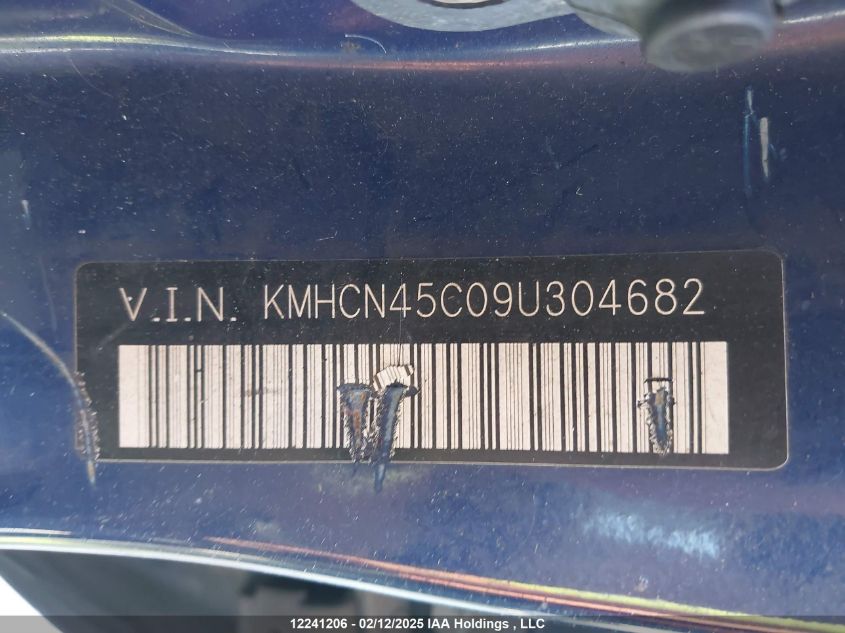 V.I.N. KMHCN45C09U304682
12241206 - 02/12/2025 IAA Holdings , LLC